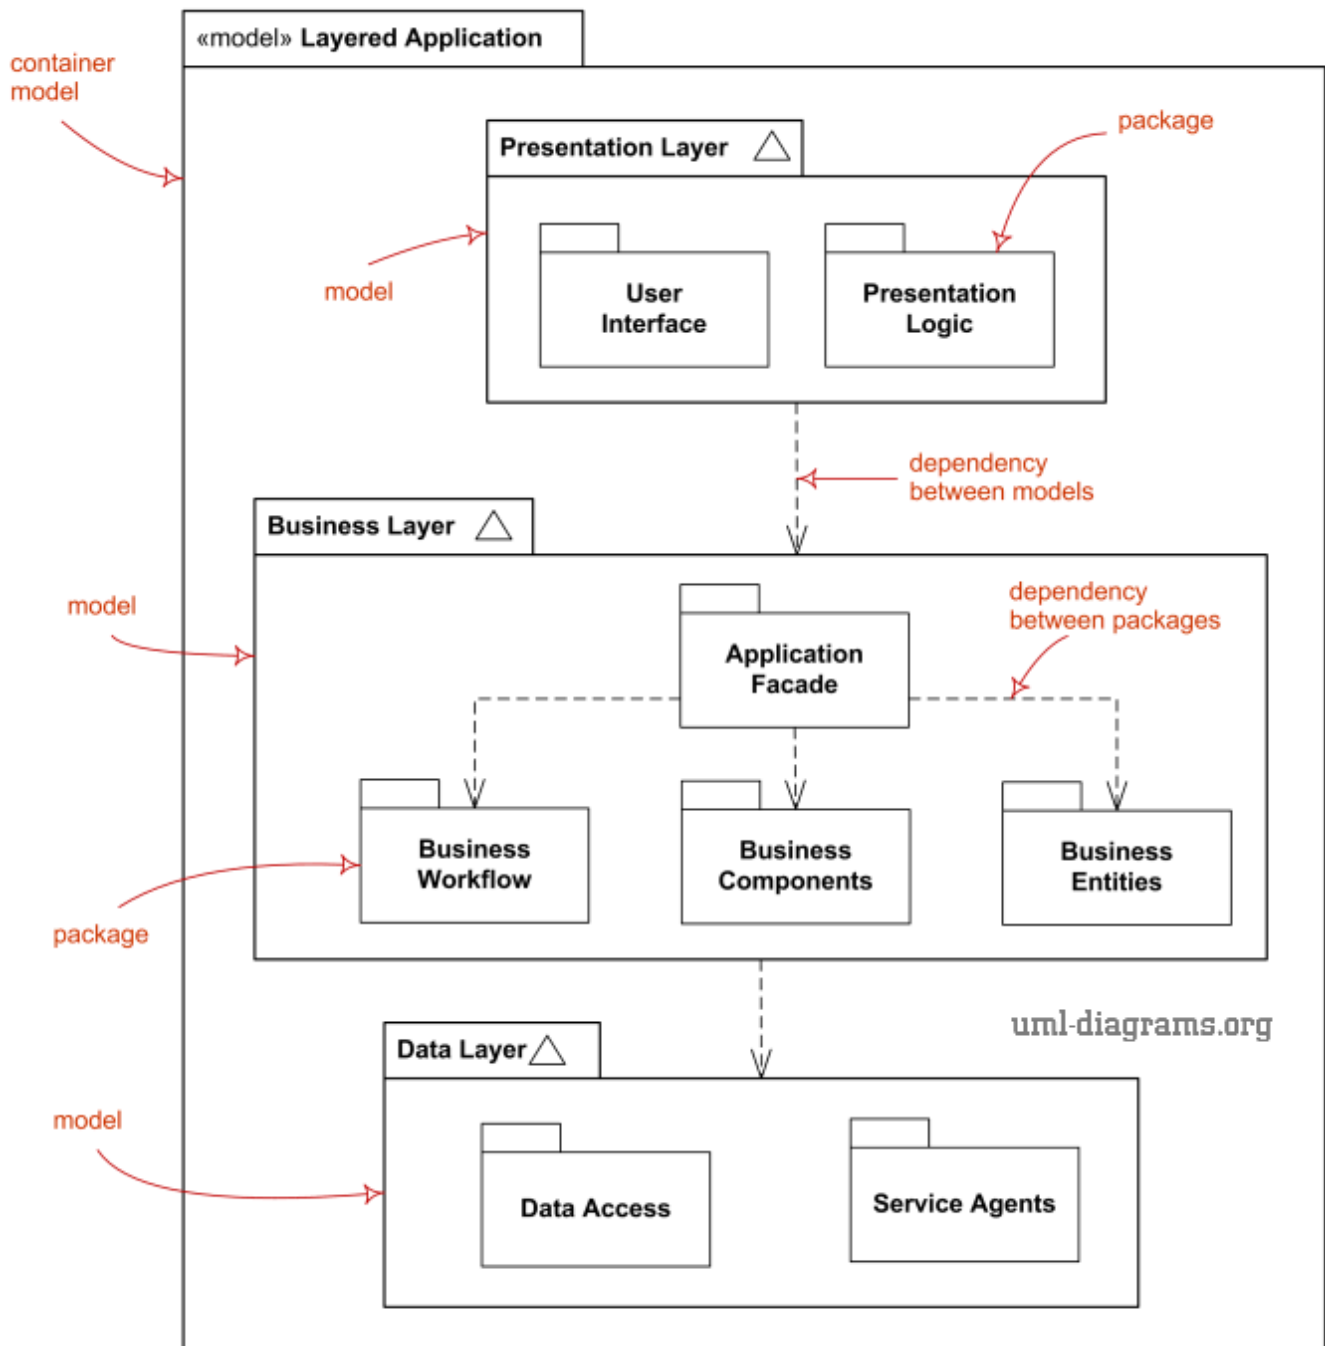 «model» Layered Application
container
model
package
Presentation Layer
model
User
Interface
Presentation
Logic
dependency
between models
Business Layer
model
dependency
between packages
Application
Facade
Business
Workflow
Business
Components
Business
Entities
package
uml-diagrams.org
Data Layer
model
Data Access
Service Agents